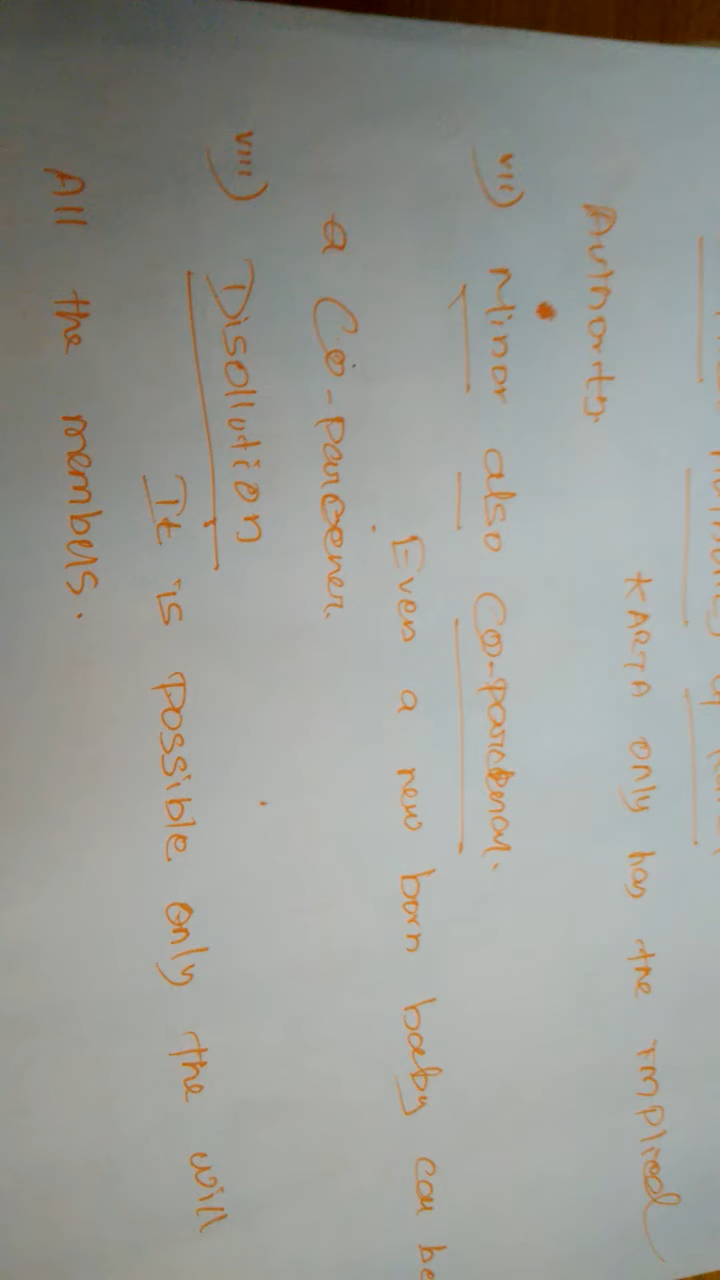 KARTA only has the Implied
Authority.
vii) Minor also Co-parcenor.
Even a new born baby can be
a Co-parcener.
viii) Disollution
It is possible only the will
All the members.